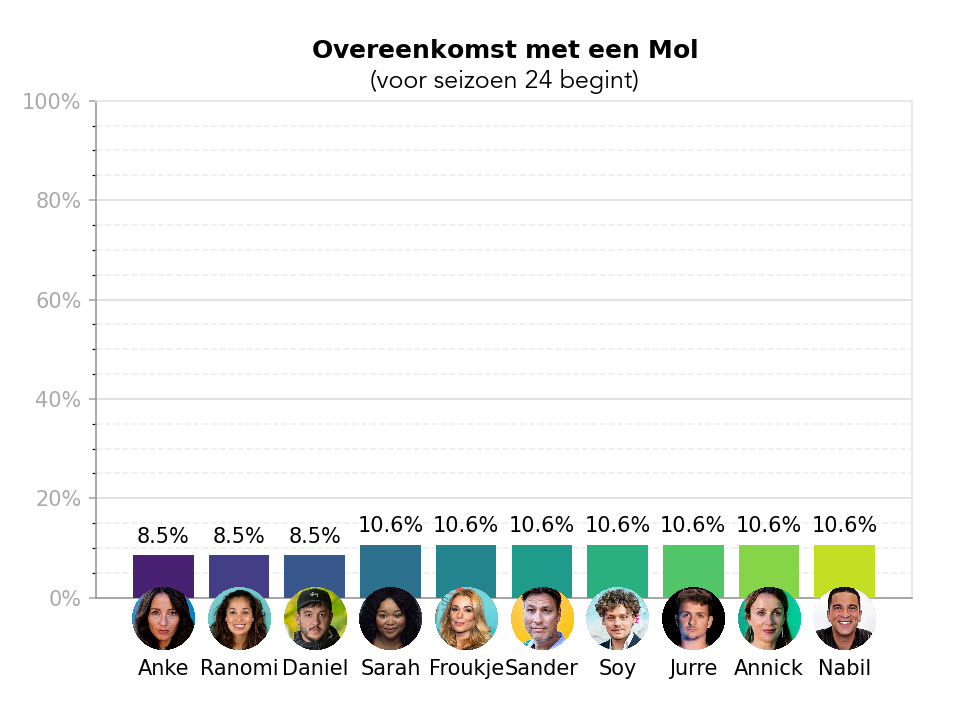 Overeenkomst met een Mol
(voor seizoen 24 begint)
100%
80%
60%
40%
20%
0%
8.5% 8.5% 8.5% 10.6% 10.6% 10.6% 10.6% 10.6% 10.6% 10.6%
Anke Ranomi Daniel Sarah Froukje Sander Soy Jurre Annick Nabil